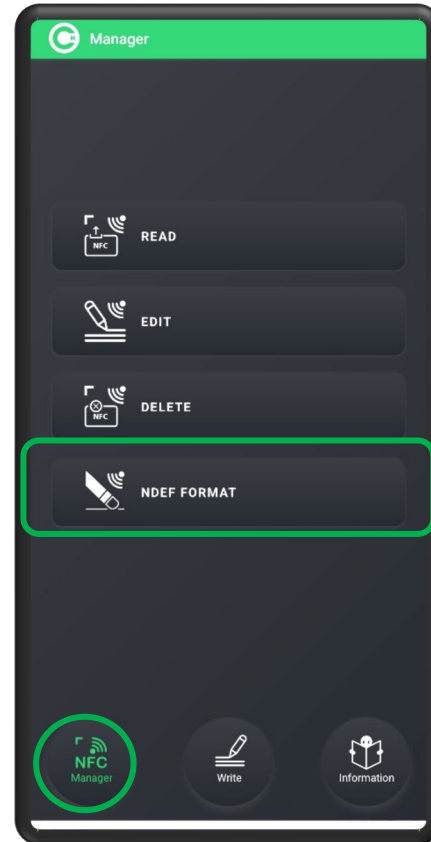 Manager
NFC
READ
EDIT
NFC
DELETE
NDEF FORMAT
NFC
Manager
Write
Information